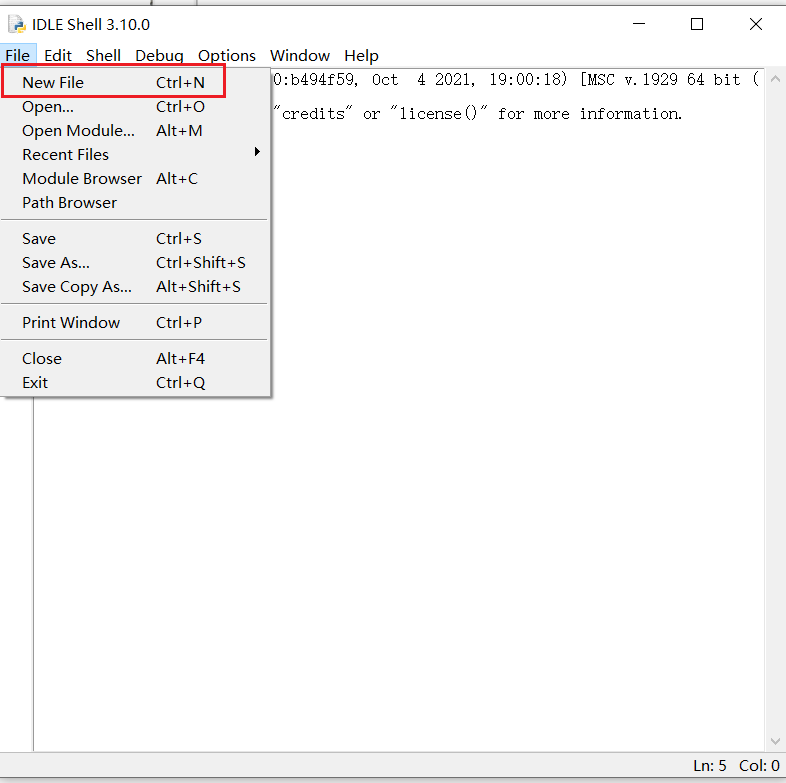 IDLE Shell 3.10.0
File Edit Shell Debug Options Window Help
New File Ctrl+N
0:b494f59, Oct 4 2021, 19:00:18) [MSC v.1929 64 bit (
Open... Ctrl+O
"credits" or "license()" for more information.
Open Module... Alt+M
Recent Files
Module Browser Alt+C
Path Browser
Save Ctrl+S
Save As... Ctrl+Shift+S
Save Copy As... Alt+Shift+S
Print Window Ctrl+P
Close Alt+F4
Exit Ctrl+Q
Ln: 5 Col: 0